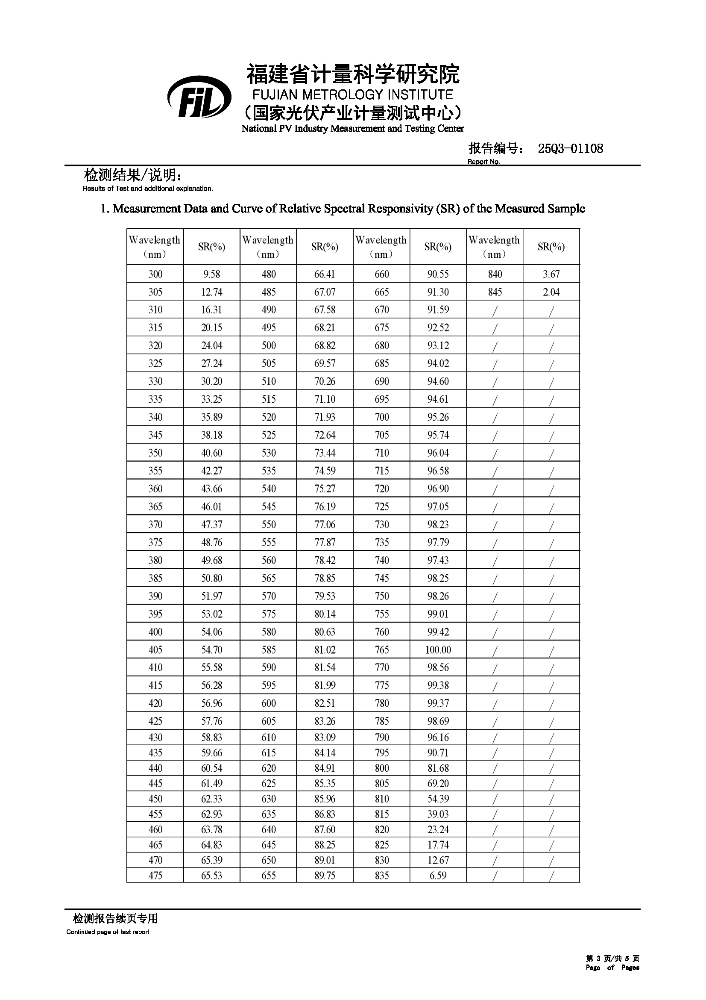 福建省计量科学研究院
FiL
FUJIAN METROLOGY INSTITUTE
（国家光伏产业计量测试中心）
National PV Industry Measurement and Testing Center
报告编号： 25Q3-01108
Report No.
检测结果/说明：
Results of Test and additional explanation.
1. Measurement Data and Curve of Relative Spectral Responsivity (SR) of the Measured Sample
Wavelength（nm） SR(%) Wavelength（nm） SR(%) Wavelength（nm） SR(%) Wavelength（nm） SR(%)
300 9.58 480 66.41 660 90.55 840 3.67
305 12.74 485 67.07 665 91.30 845 2.04
310 16.31 490 67.58 670 91.59 / /
315 20.15 495 68.21 675 92.52 / /
320 24.04 500 68.82 680 93.12 / /
325 27.24 505 69.57 685 94.02 / /
330 30.20 510 70.26 690 94.60 / /
335 33.25 515 71.10 695 94.61 / /
340 35.89 520 71.93 700 95.26 / /
345 38.18 525 72.64 705 95.74 / /
350 40.60 530 73.44 710 96.04 / /
355 42.27 535 74.59 715 96.58 / /
360 43.66 540 75.27 720 96.90 / /
365 46.01 545 76.19 725 97.05 / /
370 47.37 550 77.06 730 98.23 / /
375 48.76 555 77.87 735 97.79 / /
380 49.68 560 78.42 740 97.43 / /
385 50.80 565 78.85 745 98.25 / /
390 51.97 570 79.53 750 98.26 / /
395 53.02 575 80.14 755 99.01 / /
400 54.06 580 80.63 760 99.42 / /
405 54.70 585 81.02 765 100.00 / /
410 55.58 590 81.54 770 98.56 / /
415 56.28 595 81.99 775 99.38 / /
420 56.96 600 82.51 780 99.37 / /
425 57.76 605 83.26 785 98.69 / /
430 58.83 610 83.09 790 96.16 / /
435 59.66 615 84.14 795 90.71 / /
440 60.54 620 84.91 800 81.68 / /
445 61.49 625 85.35 805 69.20 / /
450 62.33 630 85.96 810 54.39 / /
455 62.93 635 86.83 815 39.03 / /
460 63.78 640 87.60 820 23.24 / /
465 64.83 645 88.25 825 17.74 / /
470 65.39 650 89.01 830 12.67 / /
475 65.53 655 89.75 835 6.59 / /
检测报告续页专用
Continued page of test report
第 3 页/共 5 页
Page of Pages